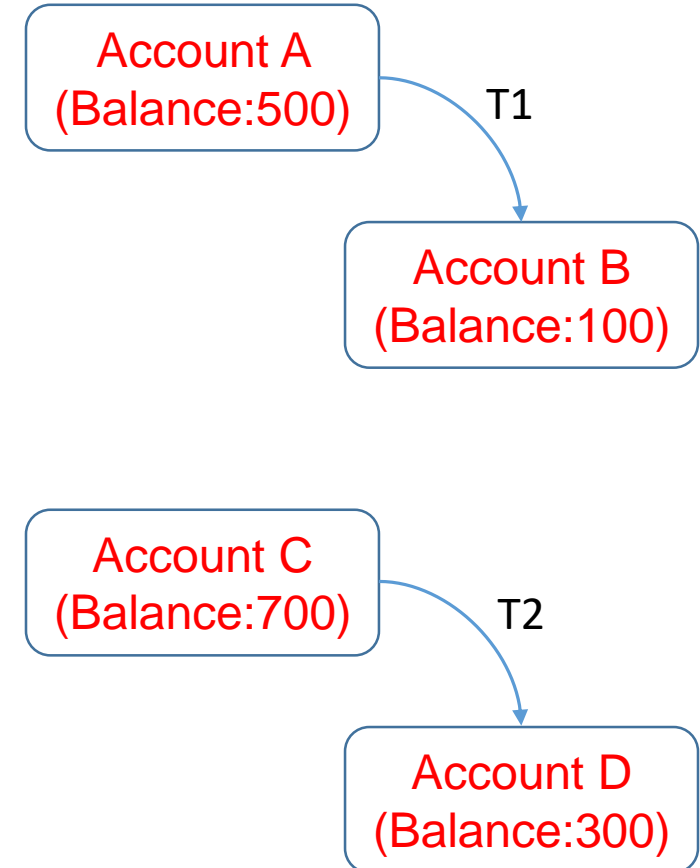 Account A
(Balance:500)
T1
Account B
(Balance:100)
Account C
(Balance:700)
T2
Account D
(Balance:300)